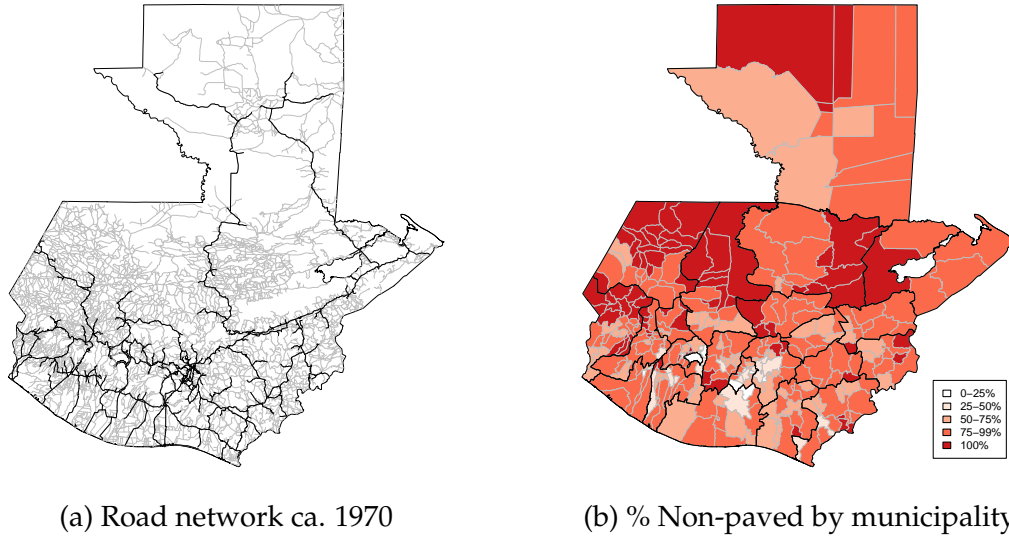 0−25%
25−50%
50−75%
75−99%
100%
(a) Road network ca. 1970
(b) % Non-paved by municipality